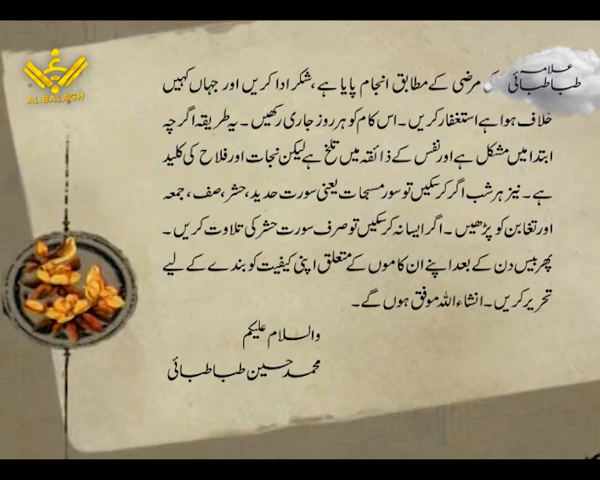 AL-BALAGH
علامہ
طباطبائی
مرضی کے مطابق انجام پایا ہے، شکر ادا کریں اور جہاں کہیں
خلاف ہوا ہے استغفار کریں۔ اس کام کو ہر روز جاری رکھیں۔ یہ طریقہ اگرچہ
ابتدا میں مشکل ہے اور نفس کے ذائقہ میں تلخ ہے لیکن نجات اور فلاح کی کلید
ہے۔ نیز ہر شب اگر کر سکیں تو سور مسبحات یعنی سورت حدید، حشر، صف، جمعہ
اور تغابن کو پڑھیں۔ اگر ایسا نہ کر سکیں تو صرف سورت حشر کی تلاوت کریں۔
پھر بیس دن کے بعد اپنے ان کاموں کے متعلق اپنی کیفیت کو بندے کے لیے
تحریر کریں۔ انشاء اللہ موفق ہوں گے۔
والسلام علیکم
محمد حسین طباطبائی